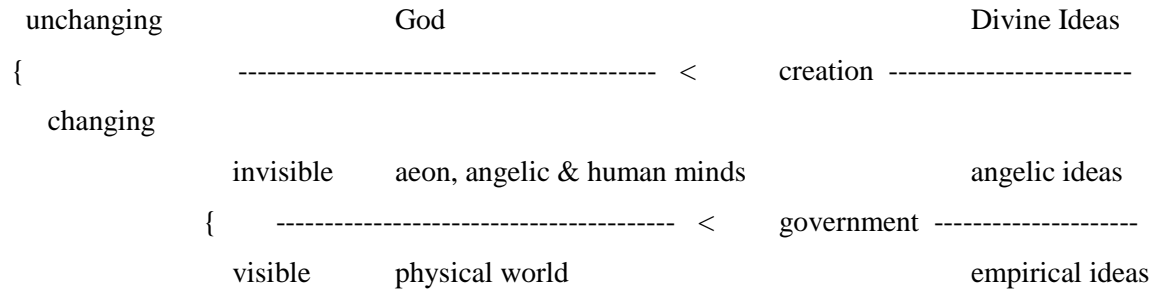 unchanging God Divine Ideas
{ ------------------------------------------- < creation -------------------------
changing
invisible aeon, angelic & human minds angelic ideas
{ ----------------------------------------- < government ---------------------
visible physical world empirical ideas